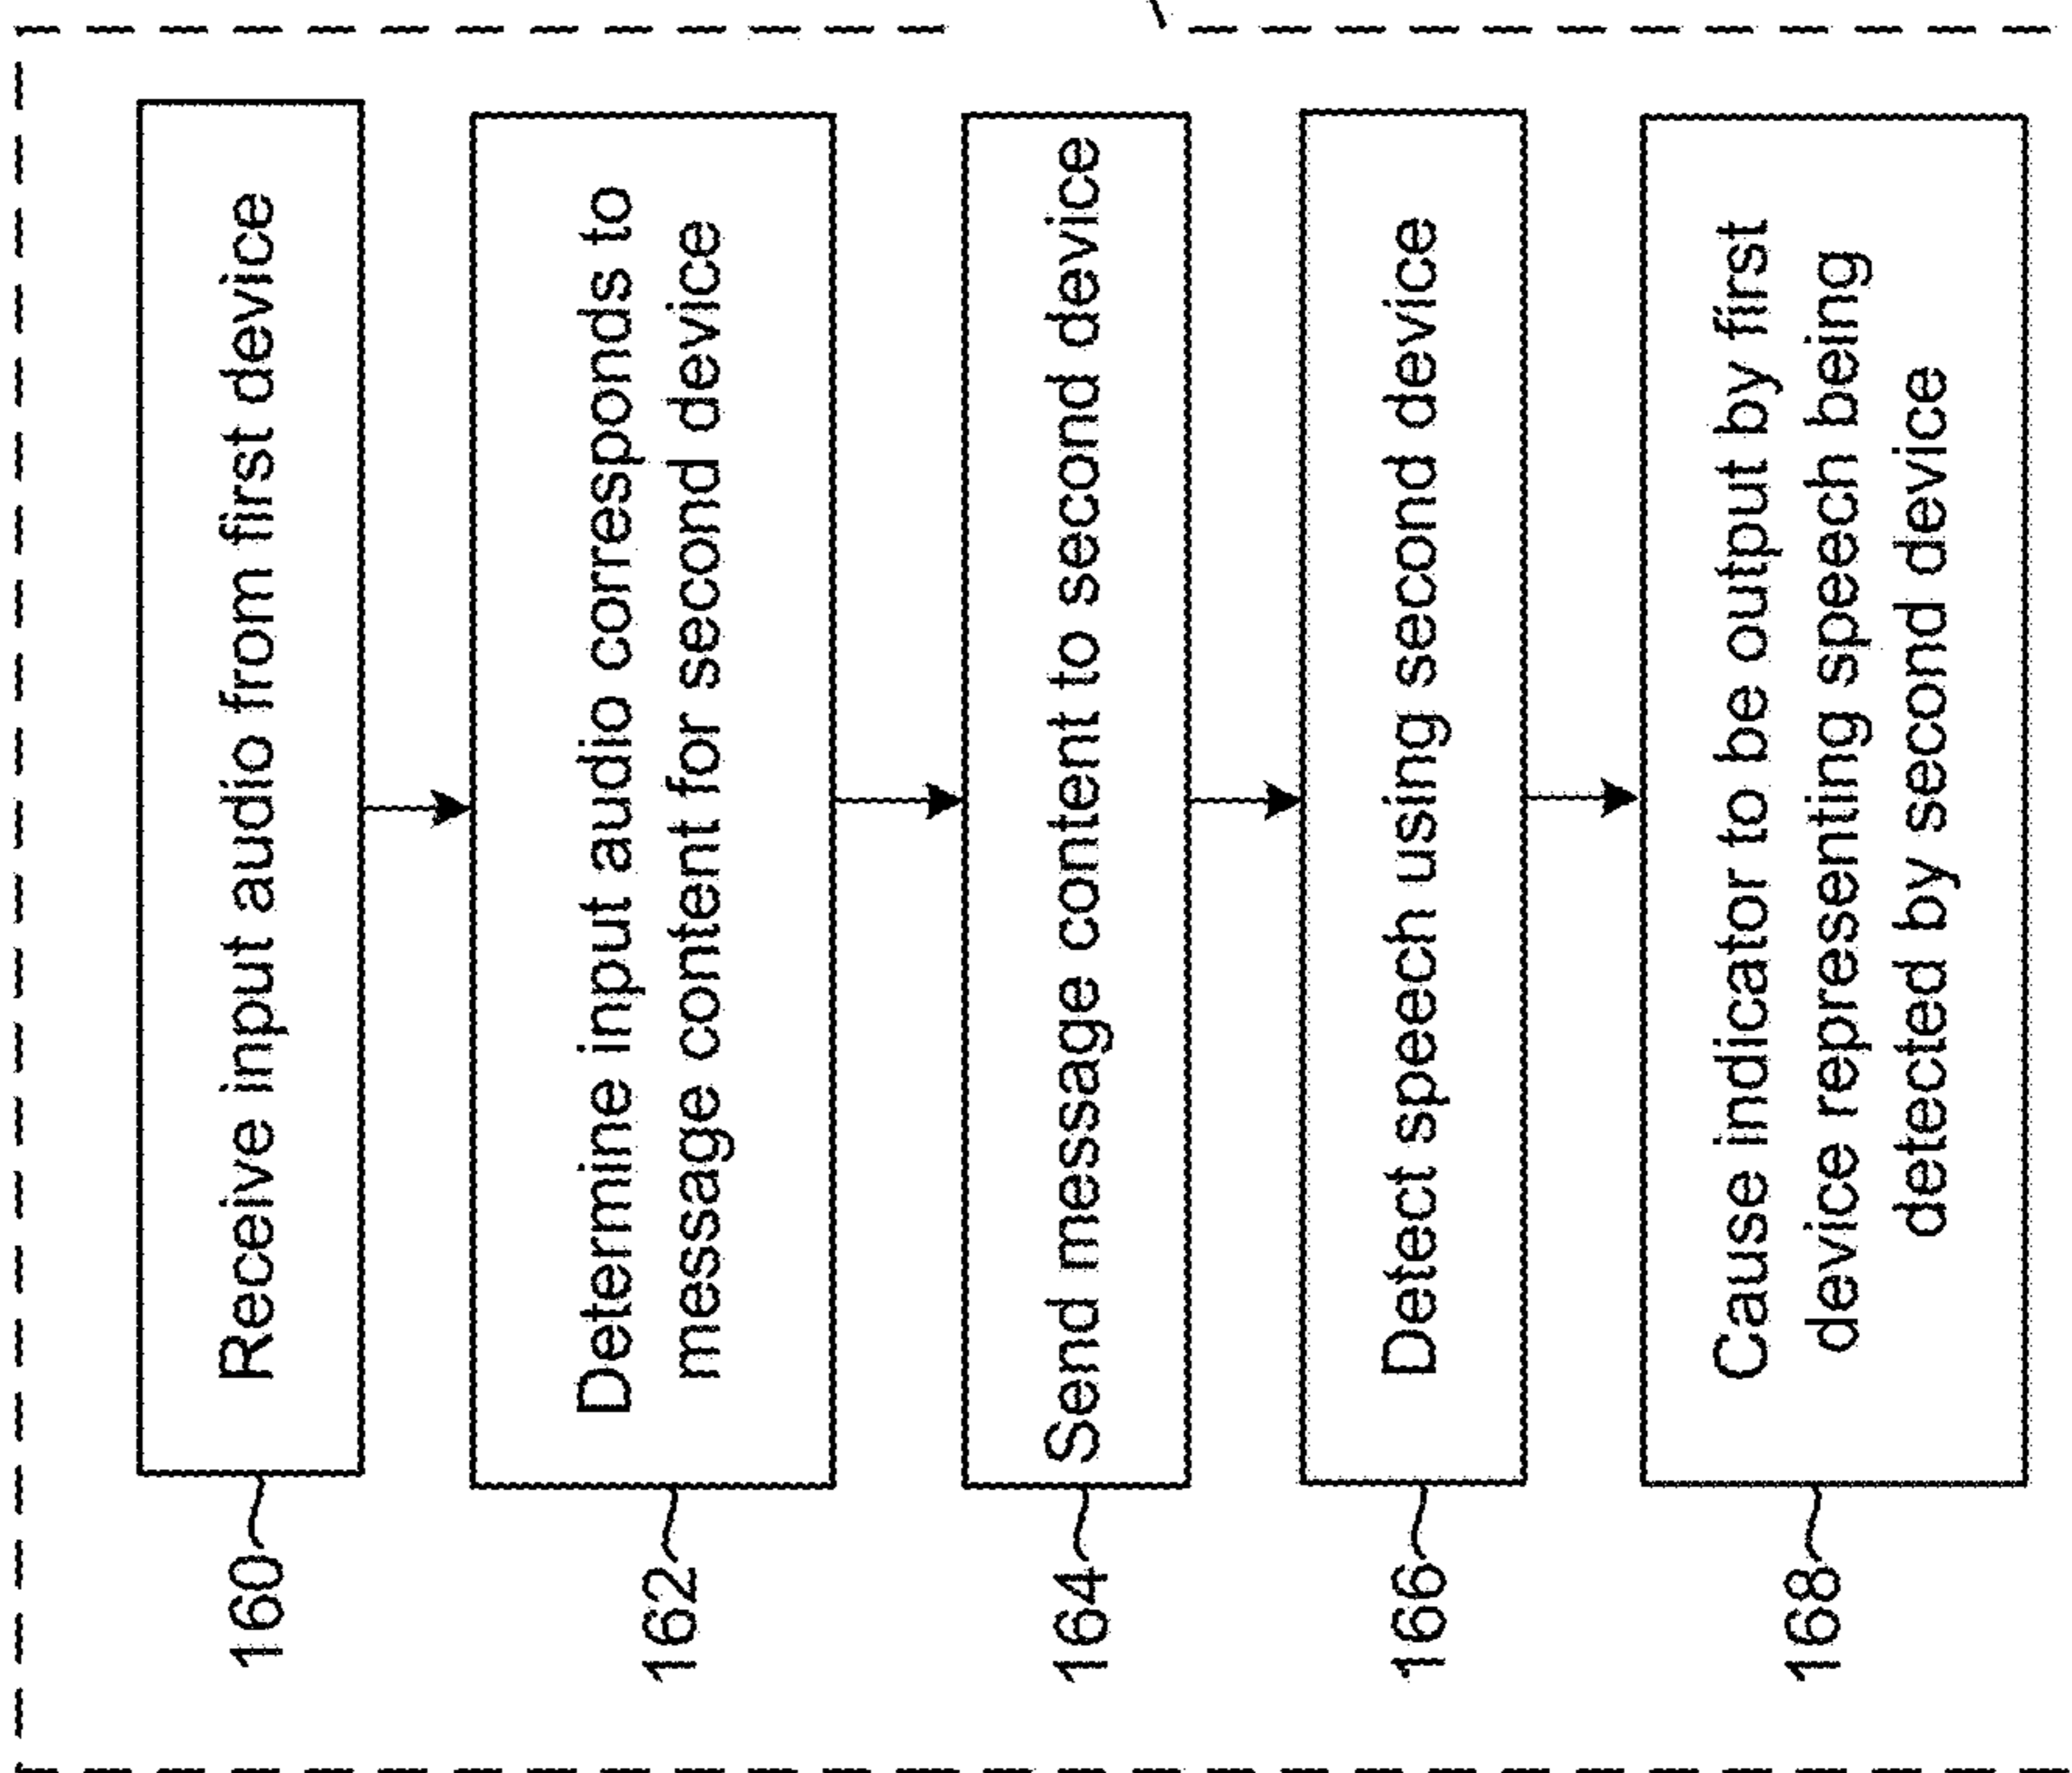 160
Receive input audio from first device
162
Determine input audio corresponds to
message content for second device
164
Send message content to second device
166
Detect speech using second device
168
Cause indicator to be output by first
device representing speech being
detected by second device